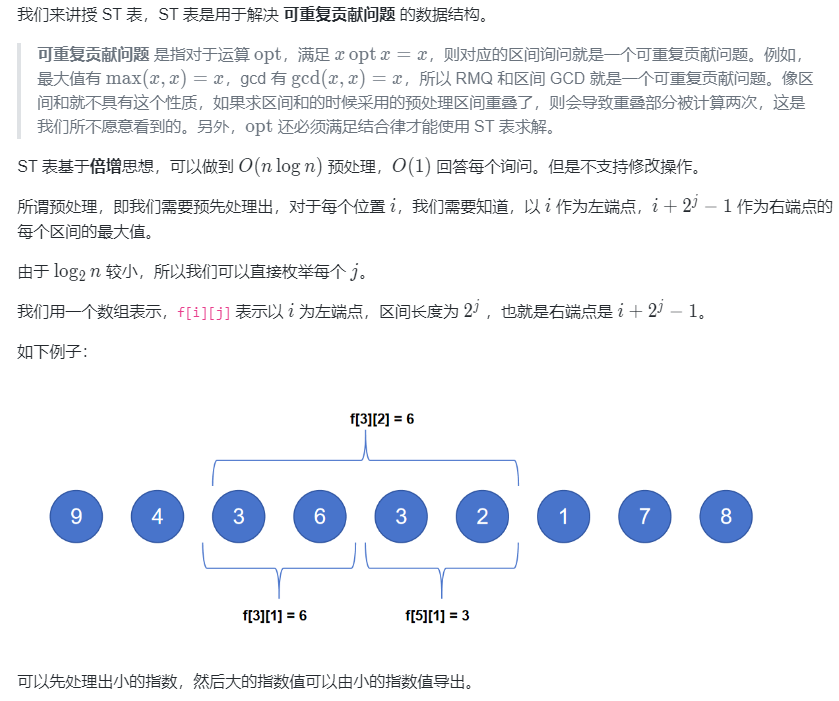 我们来讲授 ST 表，ST 表是用于解决 可重复贡献问题 的数据结构。
可重复贡献问题 是指对于运算 opt，满足 x opt x = x，则对应的区间询问就是一个可重复贡献问题。例如，
最大值有 max(x, x) = x，gcd 有 gcd(x, x) = x，所以 RMQ 和区间 GCD 就是一个可重复贡献问题。像区
间和就不具有这个性质，如果求区间和的时候采用的预处理区间重叠了，则会导致重叠部分被计算两次，这是
我们所不愿意看到的。另外，opt 还必须满足结合律才能使用 ST 表求解。
ST 表基于倍增思想，可以做到 O(n log n) 预处理，O(1) 回答每个询问。但是不支持修改操作。
所谓预处理，即我们需要预先处理出，对于每个位置 i，我们需要知道，以 i 作为左端点，i + 2^j − 1 作为右端点的
每个区间的最大值。
由于 log₂ n 较小，所以我们可以直接枚举每个 j。
我们用一个数组表示，f[i][j] 表示以 i 为左端点，区间长度为 2^j ，也就是右端点是 i + 2^j − 1。
如下例子：
f[3][2] = 6
9 4 3 6 3 2 1 7 8
f[3][1] = 6 f[5][1] = 3
可以先处理出小的指数，然后大的指数值可以由小的指数值导出。